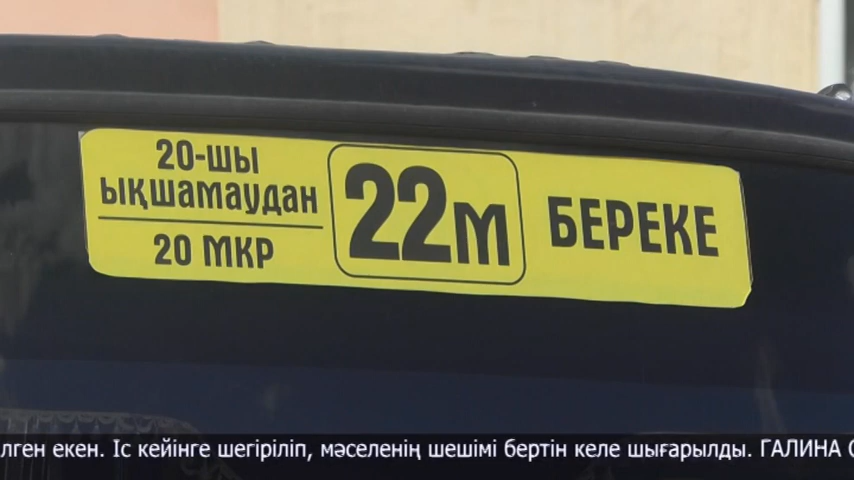 20-шы
ықшамаудан
20 МКР
22м
БЕРЕКЕ
лген екен. Іс кейінге шегіріліп, мәселенің шешімі бертін келе шығарылды. ГАЛИНА